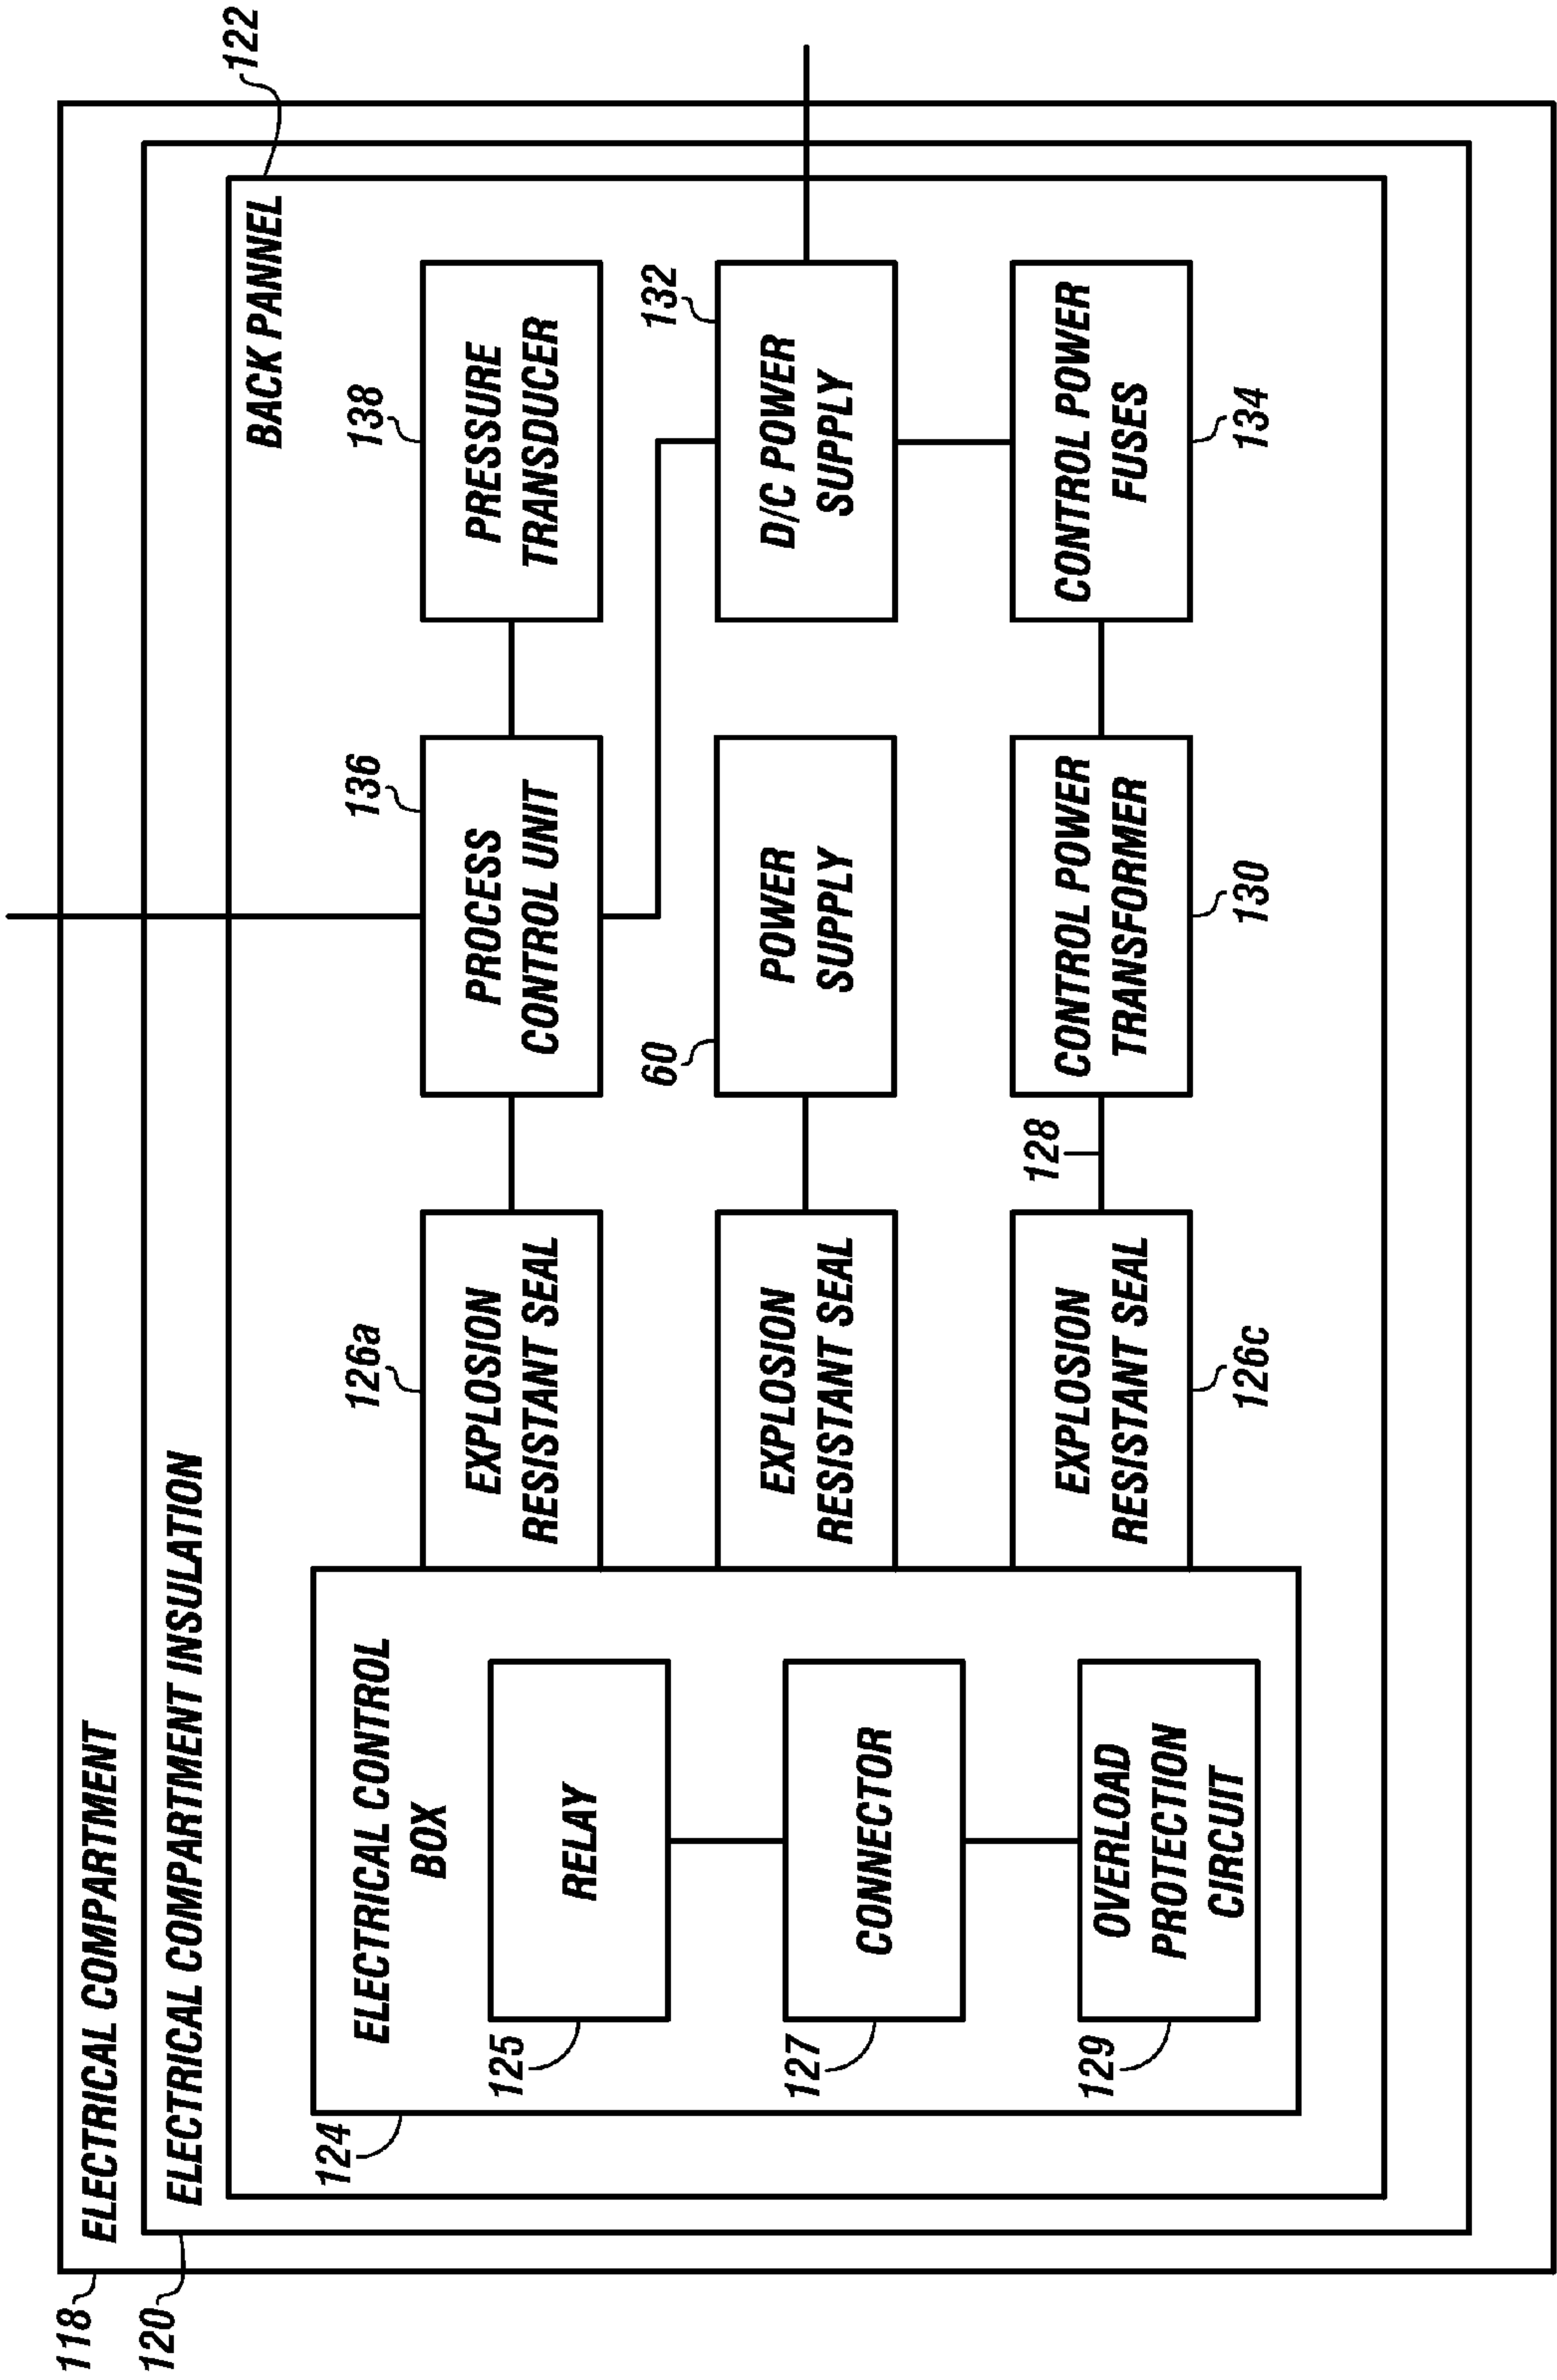 118
ELECTRICAL COMPARTMENT
120
ELECTRICAL COMPARTMENT INSULATION
BACK PANNEL
122
124
ELECTRICAL CONTROL
BOX
125
RELAY
127
CONNECTOR
129
OVERLOAD
PROTECTION
CIRCUIT
126a
EXPLOSION
RESISTANT SEAL
136
PROCESS
CONTROL UNIT
138
PRESSURE
TRANSDUCER
EXPLOSION
RESISTANT SEAL
60
POWER
SUPPLY
132
D/C POWER
SUPPLY
EXPLOSION
RESISTANT SEAL
126c
128
CONTROL POWER
TRANSFORMER
130
CONTROL POWER
FUSES
134